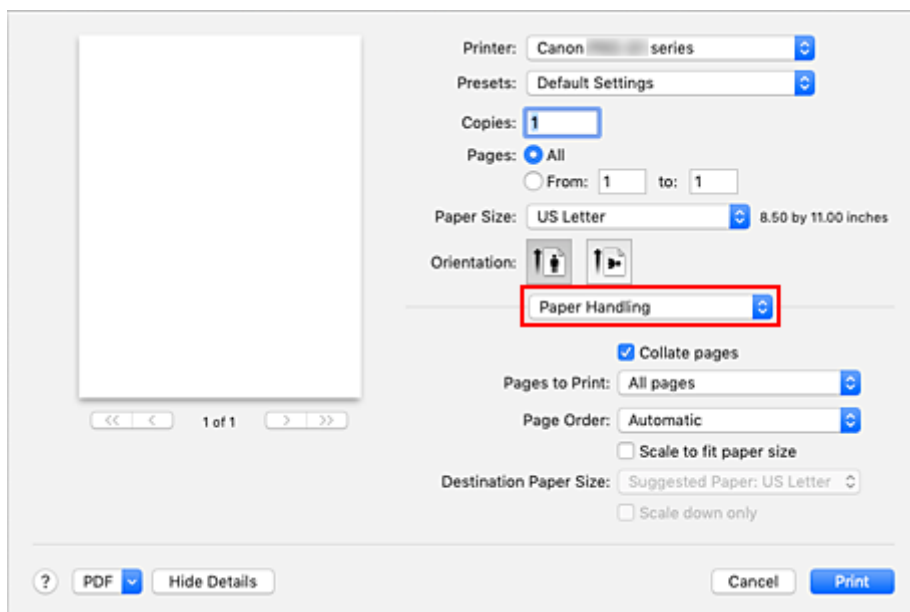 Printer: Canon series
Presets: Default Settings
Copies: 1
Pages: All
From: 1 to: 1
Paper Size: US Letter 8.50 by 11.00 inches
Orientation:
Paper Handling
Collate pages
Pages to Print: All pages
1 of 1
Page Order: Automatic
Scale to fit paper size
Destination Paper Size: Suggested Paper: US Letter
Scale down only
? PDF Hide Details Cancel Print